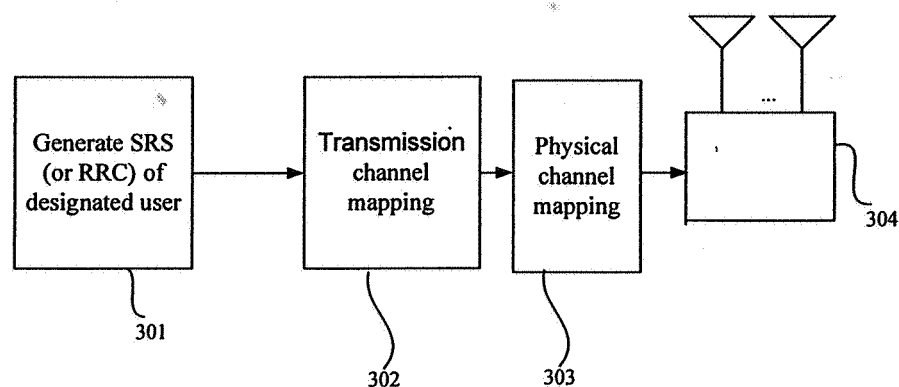 Generate SRS
(or RRC) of
designated user
Transmission
channel
mapping
Physical
channel
mapping
...
301
302
303
304